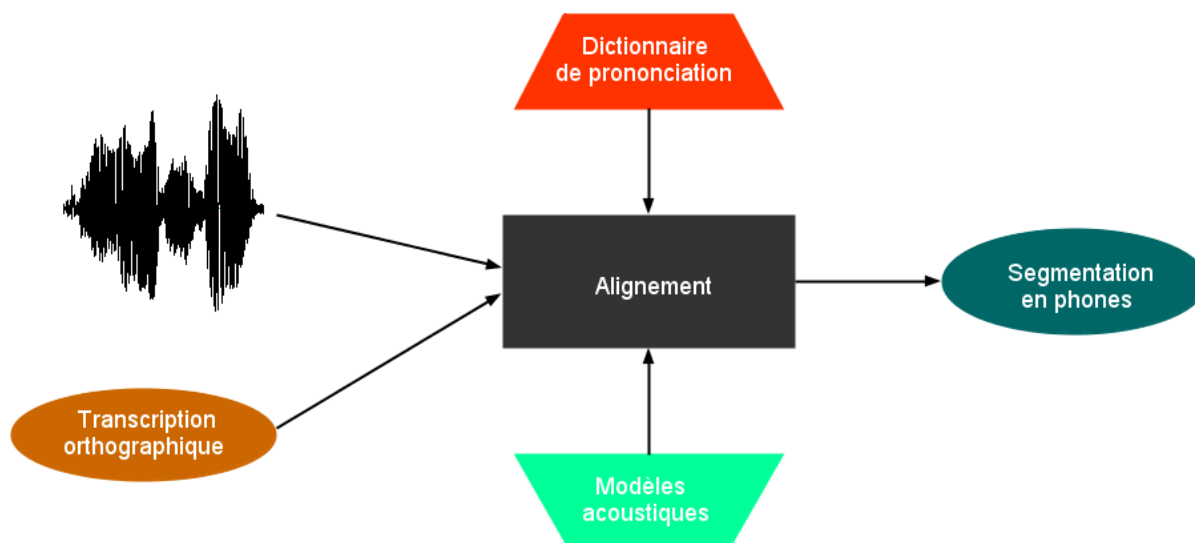 Dictionnaire
de prononciation
Alignement
Segmentation
en phones
Transcription
orthographique
Modèles
acoustiques